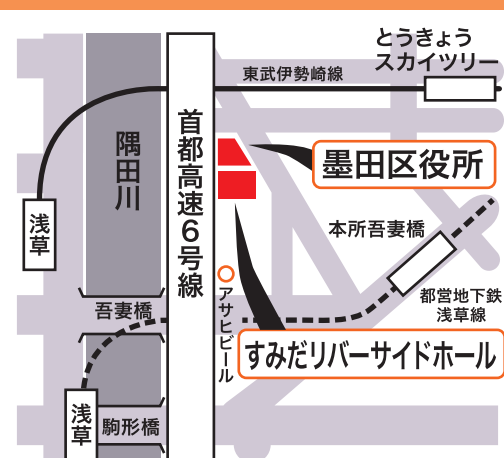 とうきょう
スカイツリー
東武伊勢崎線
首都高速6号線
隅田川
墨田区役所
浅草
本所吾妻橋
都営地下鉄
浅草線
吾妻橋
アサヒビール
すみだリバーサイドホール
浅草
駒形橋